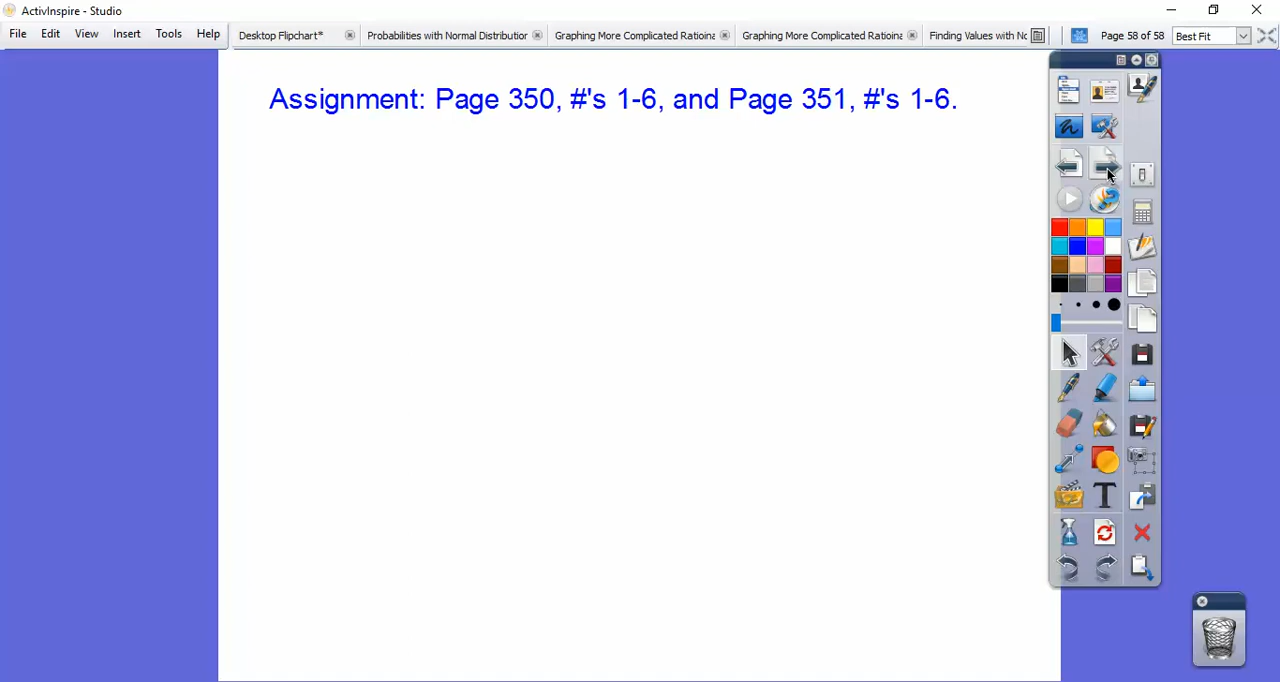 ActivInspire - Studio
File Edit View Insert Tools Help
Desktop Flipchart* Probabilities with Normal Distribution Graphing More Complicated Rationa Graphing More Complicated Rationa Finding Values with No Page 58 of 58 Best Fit
Assignment: Page 350, #'s 1-6, and Page 351, #'s 1-6.